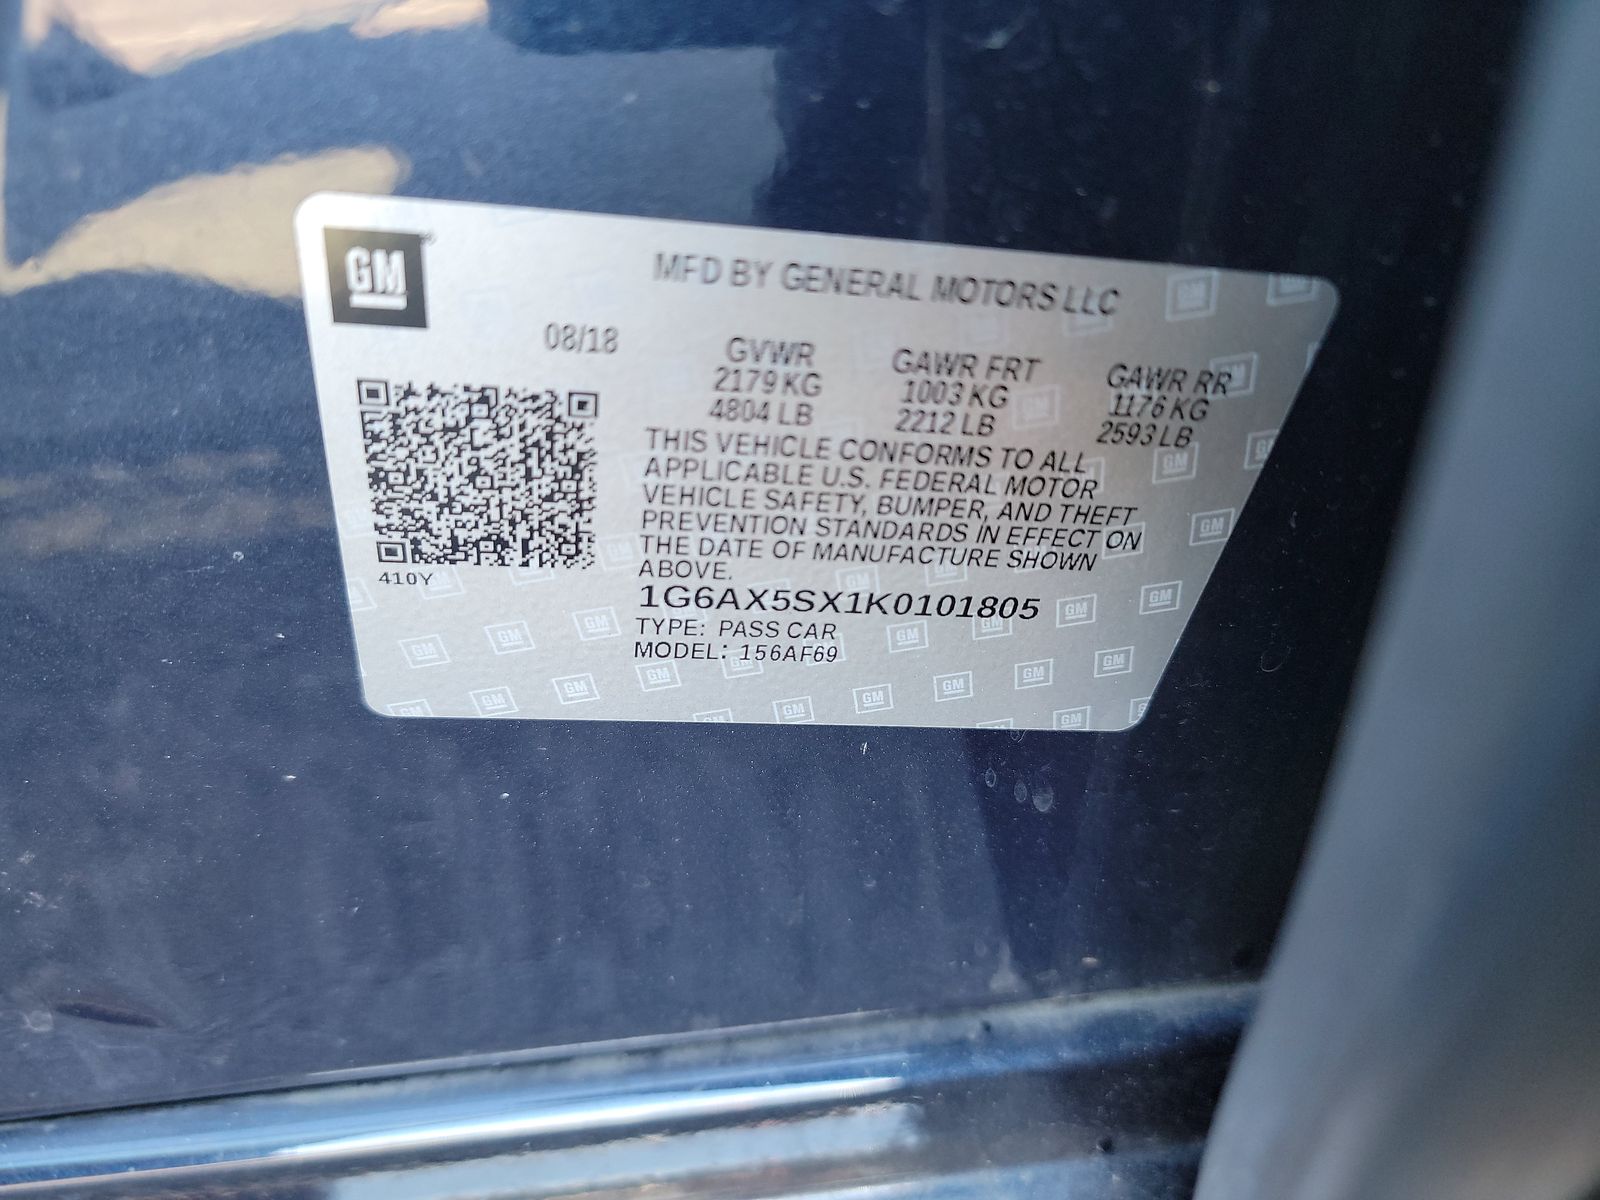 GM
MFD BY GENERAL MOTORS LLC
08/18
GVWR
2179 KG
4804 LB
GAWR FRT
1003 KG
2212 LB
GAWR RR
1176 KG
2593 LB
THIS VEHICLE CONFORMS TO ALL
APPLICABLE U.S. FEDERAL MOTOR
VEHICLE SAFETY, BUMPER, AND THEFT
PREVENTION STANDARDS IN EFFECT ON
THE DATE OF MANUFACTURE SHOWN
ABOVE.
410Y
1G6AX5SX1K0101805
TYPE: PASS CAR
MODEL: 156AF69